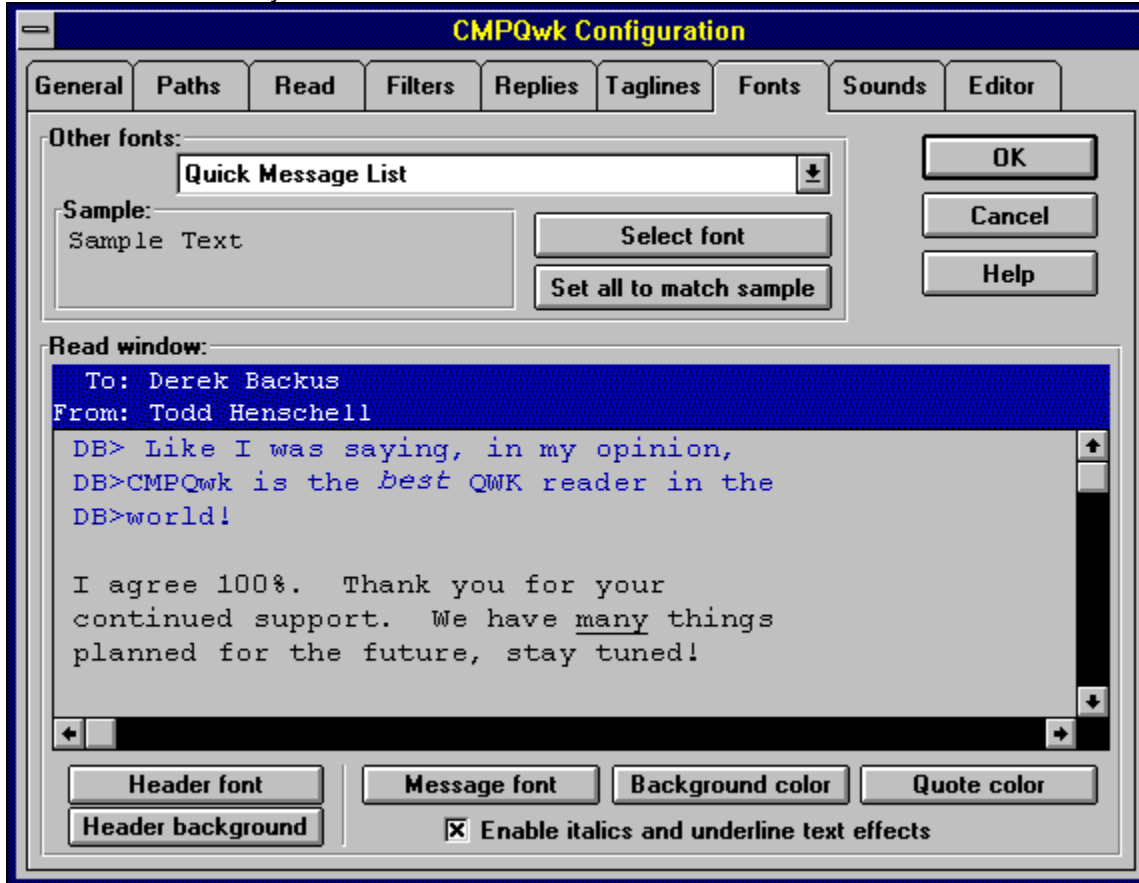 CMPQwk Configuration
General Paths Read Filters Replies Taglines Fonts Sounds Editor
Other fonts:
Quick Message List
OK
Sample:
Sample Text
Select font
Cancel
Set all to match sample
Help
Read window:
To: Derek Backus
From: Todd Henschell
DB> Like I was saying, in my opinion,
DB>CMPQwk is the best QWK reader in the
DB>world!
I agree 100%.  Thank you for your
continued support.  We have many things
planned for the future, stay tuned!
Header font Message font Background color Quote color
Header background Enable italics and underline text effects